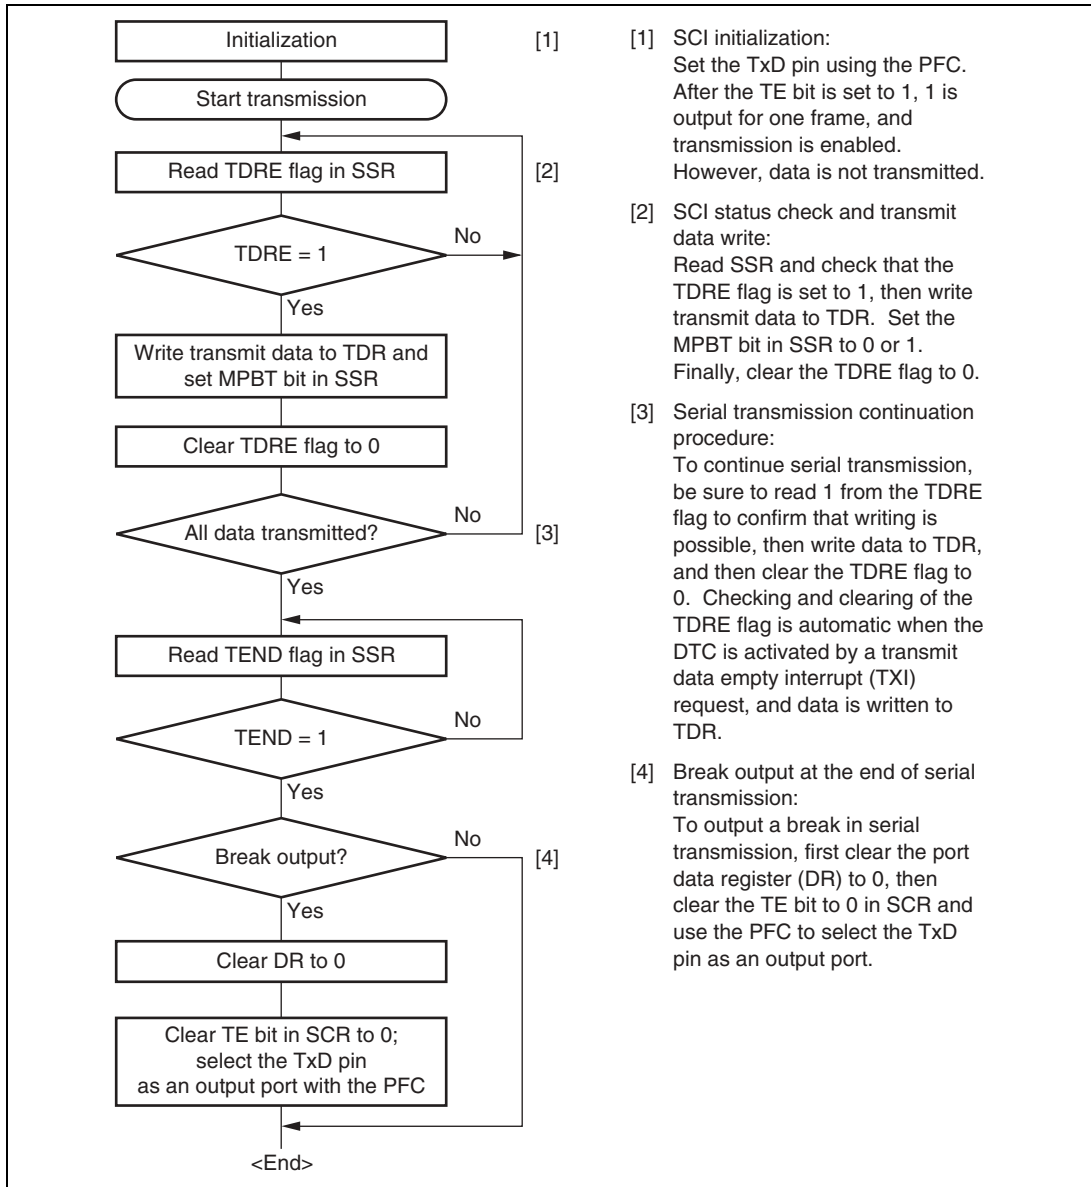 Initialization
[1]
Start transmission
Read TDRE flag in SSR
[2]
TDRE = 1
No
Yes
Write transmit data to TDR and
set MPBT bit in SSR
Clear TDRE flag to 0
All data transmitted?
No
[3]
Yes
Read TEND flag in SSR
TEND = 1
No
Yes
Break output?
No
[4]
Yes
Clear DR to 0
Clear TE bit in SCR to 0;
select the TxD pin
as an output port with the PFC
<End>
[1] SCI initialization:
Set the TxD pin using the PFC.
After the TE bit is set to 1, 1 is
output for one frame, and
transmission is enabled.
However, data is not transmitted.
[2] SCI status check and transmit
data write:
Read SSR and check that the
TDRE flag is set to 1, then write
transmit data to TDR. Set the
MPBT bit in SSR to 0 or 1.
Finally, clear the TDRE flag to 0.
[3] Serial transmission continuation
procedure:
To continue serial transmission,
be sure to read 1 from the TDRE
flag to confirm that writing is
possible, then write data to TDR,
and then clear the TDRE flag to
0. Checking and clearing of the
TDRE flag is automatic when the
DTC is activated by a transmit
data empty interrupt (TXI)
request, and data is written to
TDR.
[4] Break output at the end of serial
transmission:
To output a break in serial
transmission, first clear the port
data register (DR) to 0, then
clear the TE bit to 0 in SCR and
use the PFC to select the TxD
pin as an output port.